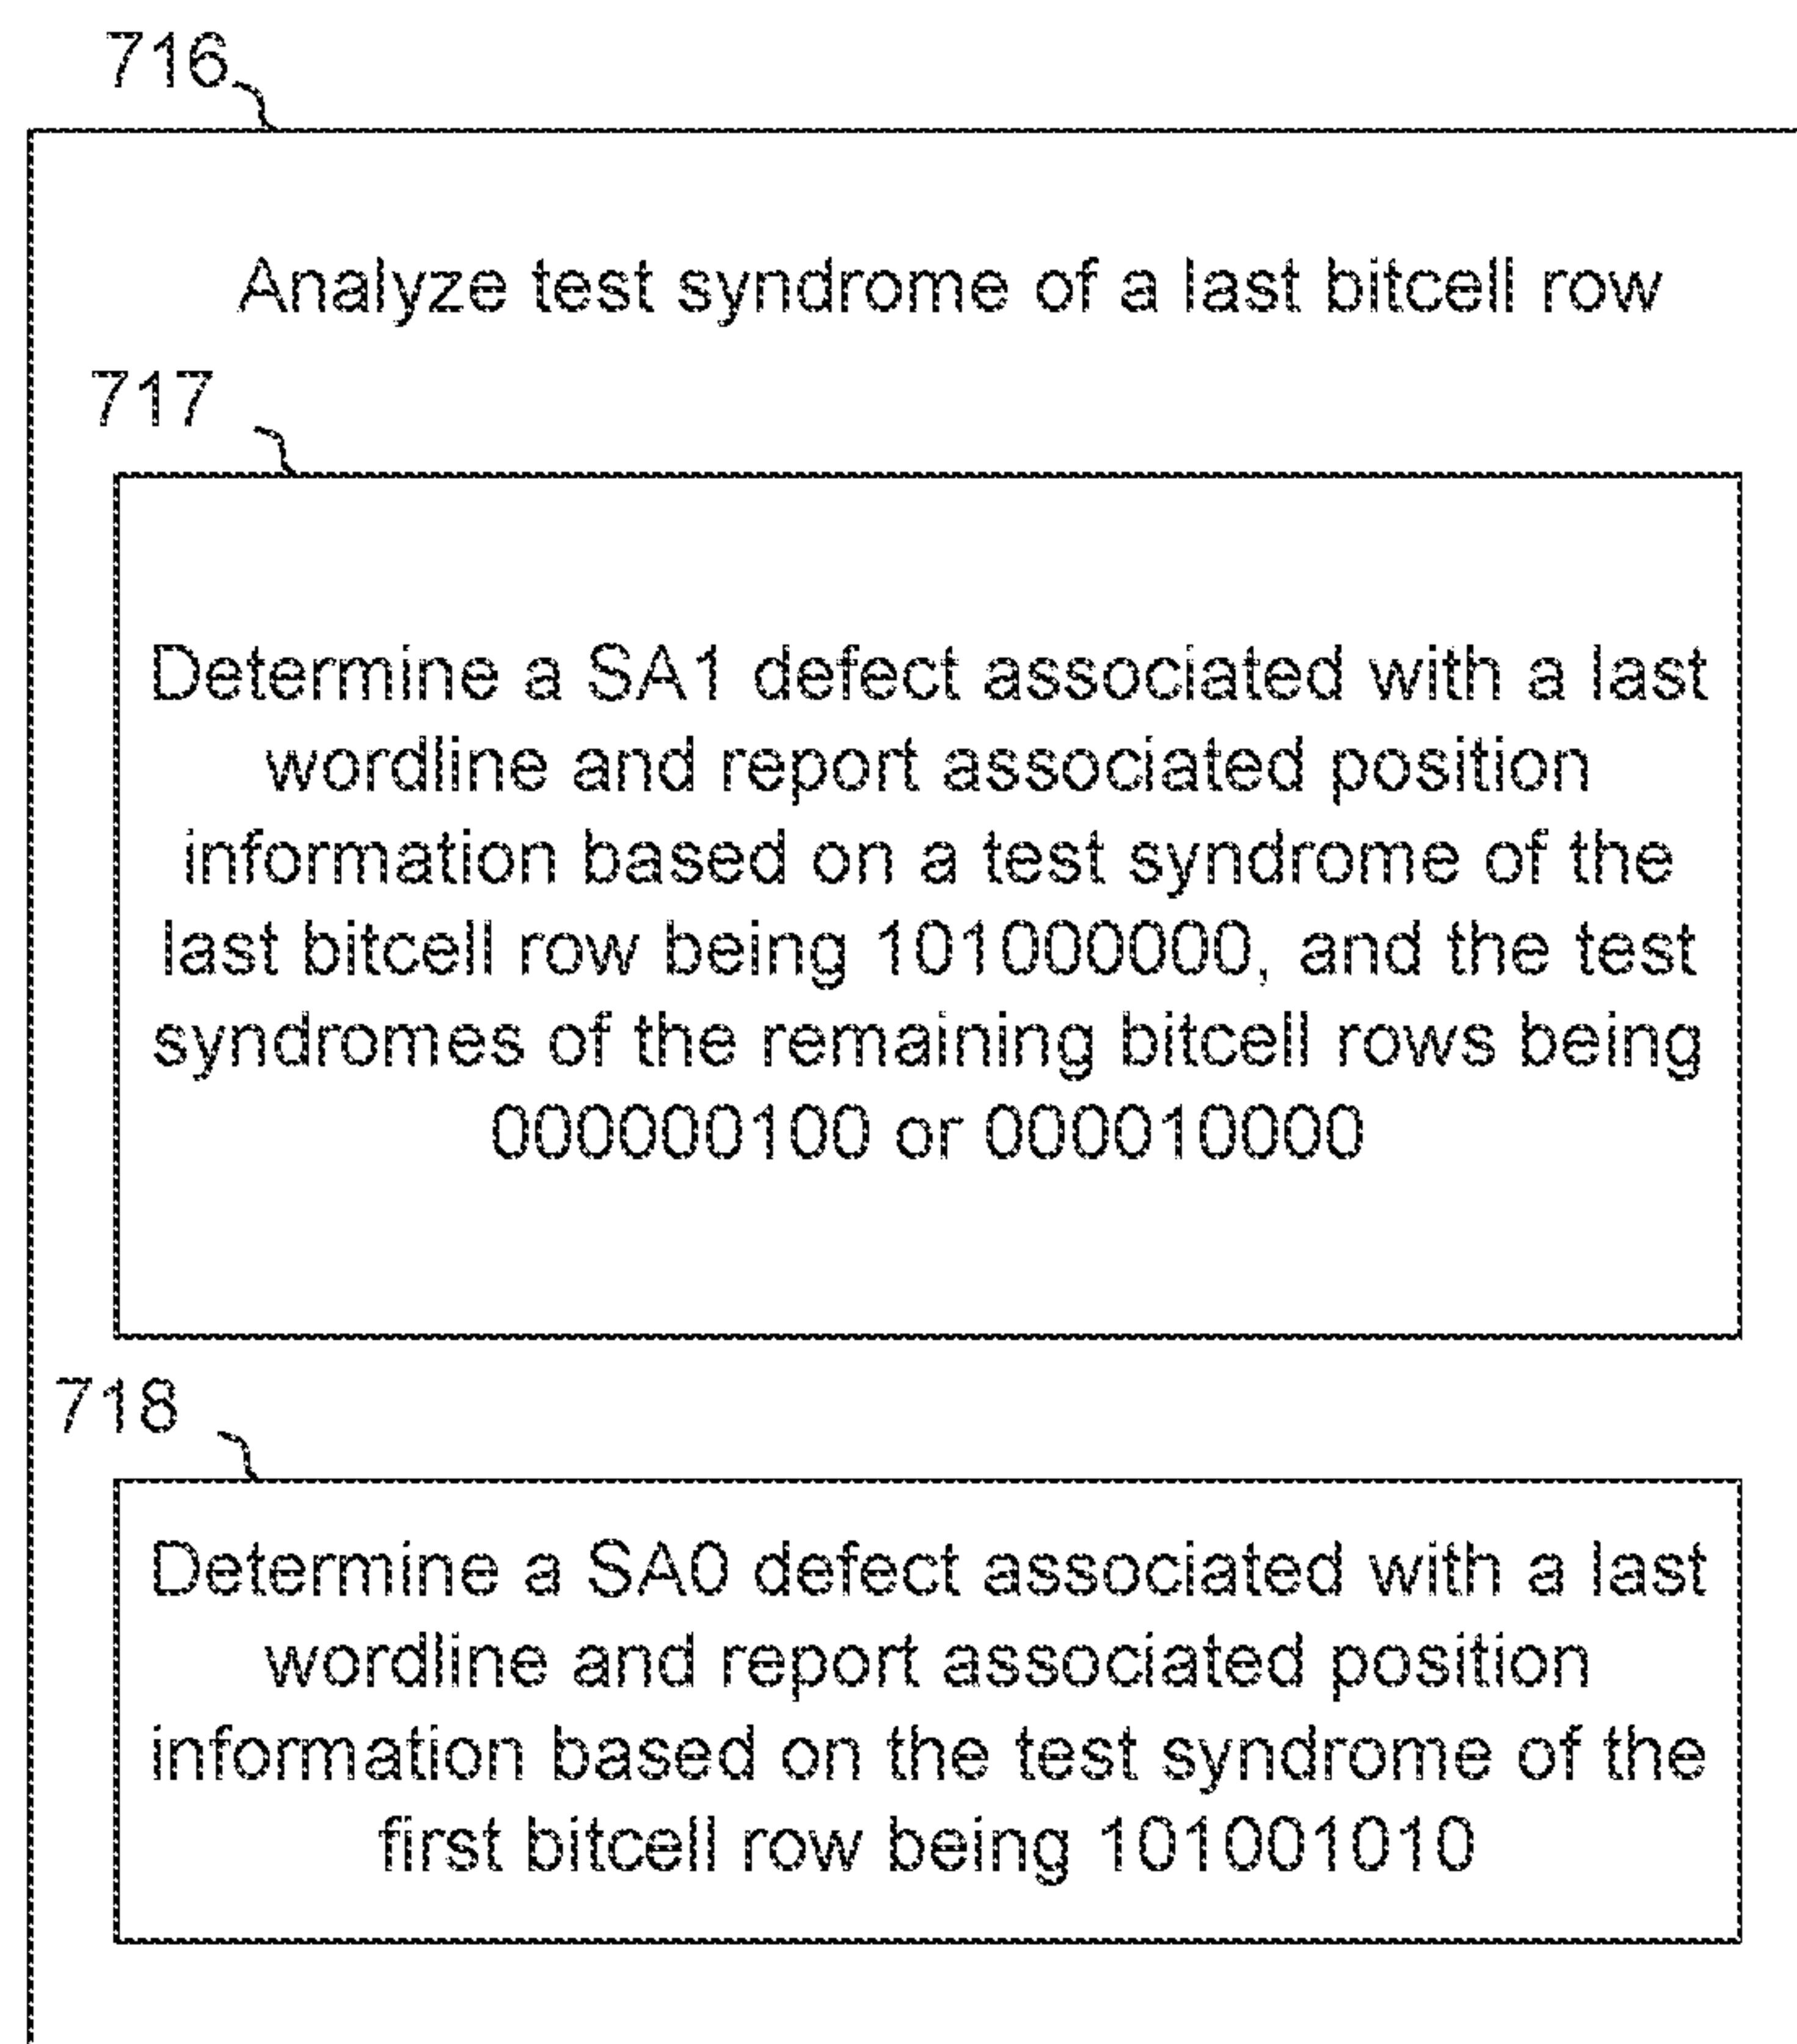 716
Analyze test syndrome of a last bitcell row
717
Determine a SA1 defect associated with a last
wordline and report associated position
information based on a test syndrome of the
last bitcell row being 101000000, and the test
syndromes of the remaining bitcell rows being
000000100 or 000010000
718
Determine a SA0 defect associated with a last
wordline and report associated position
information based on the test syndrome of the
first bitcell row being 101001010